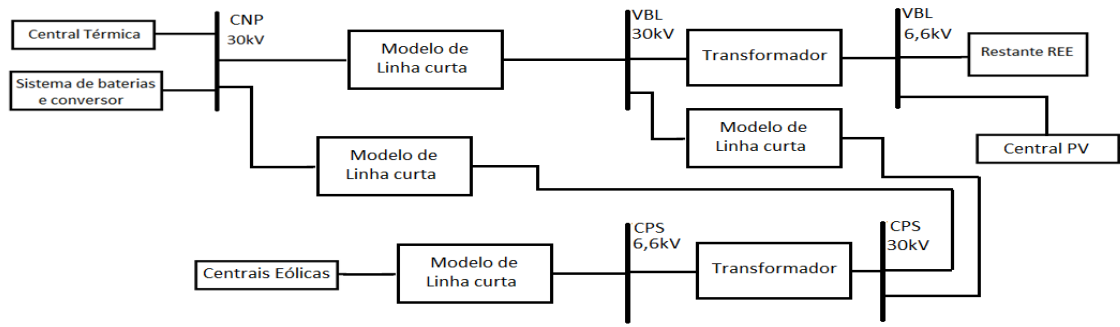 CNP
30kV
Central Térmica
Sistema de baterias
e conversor
Modelo de
Linha curta
VBL
30kV
Transformador
VBL
6,6kV
Restante REE
Modelo de
Linha curta
Central PV
Modelo de
Linha curta
CPS
6,6kV
CPS
30kV
Centrais Eólicas
Modelo de
Linha curta
Transformador